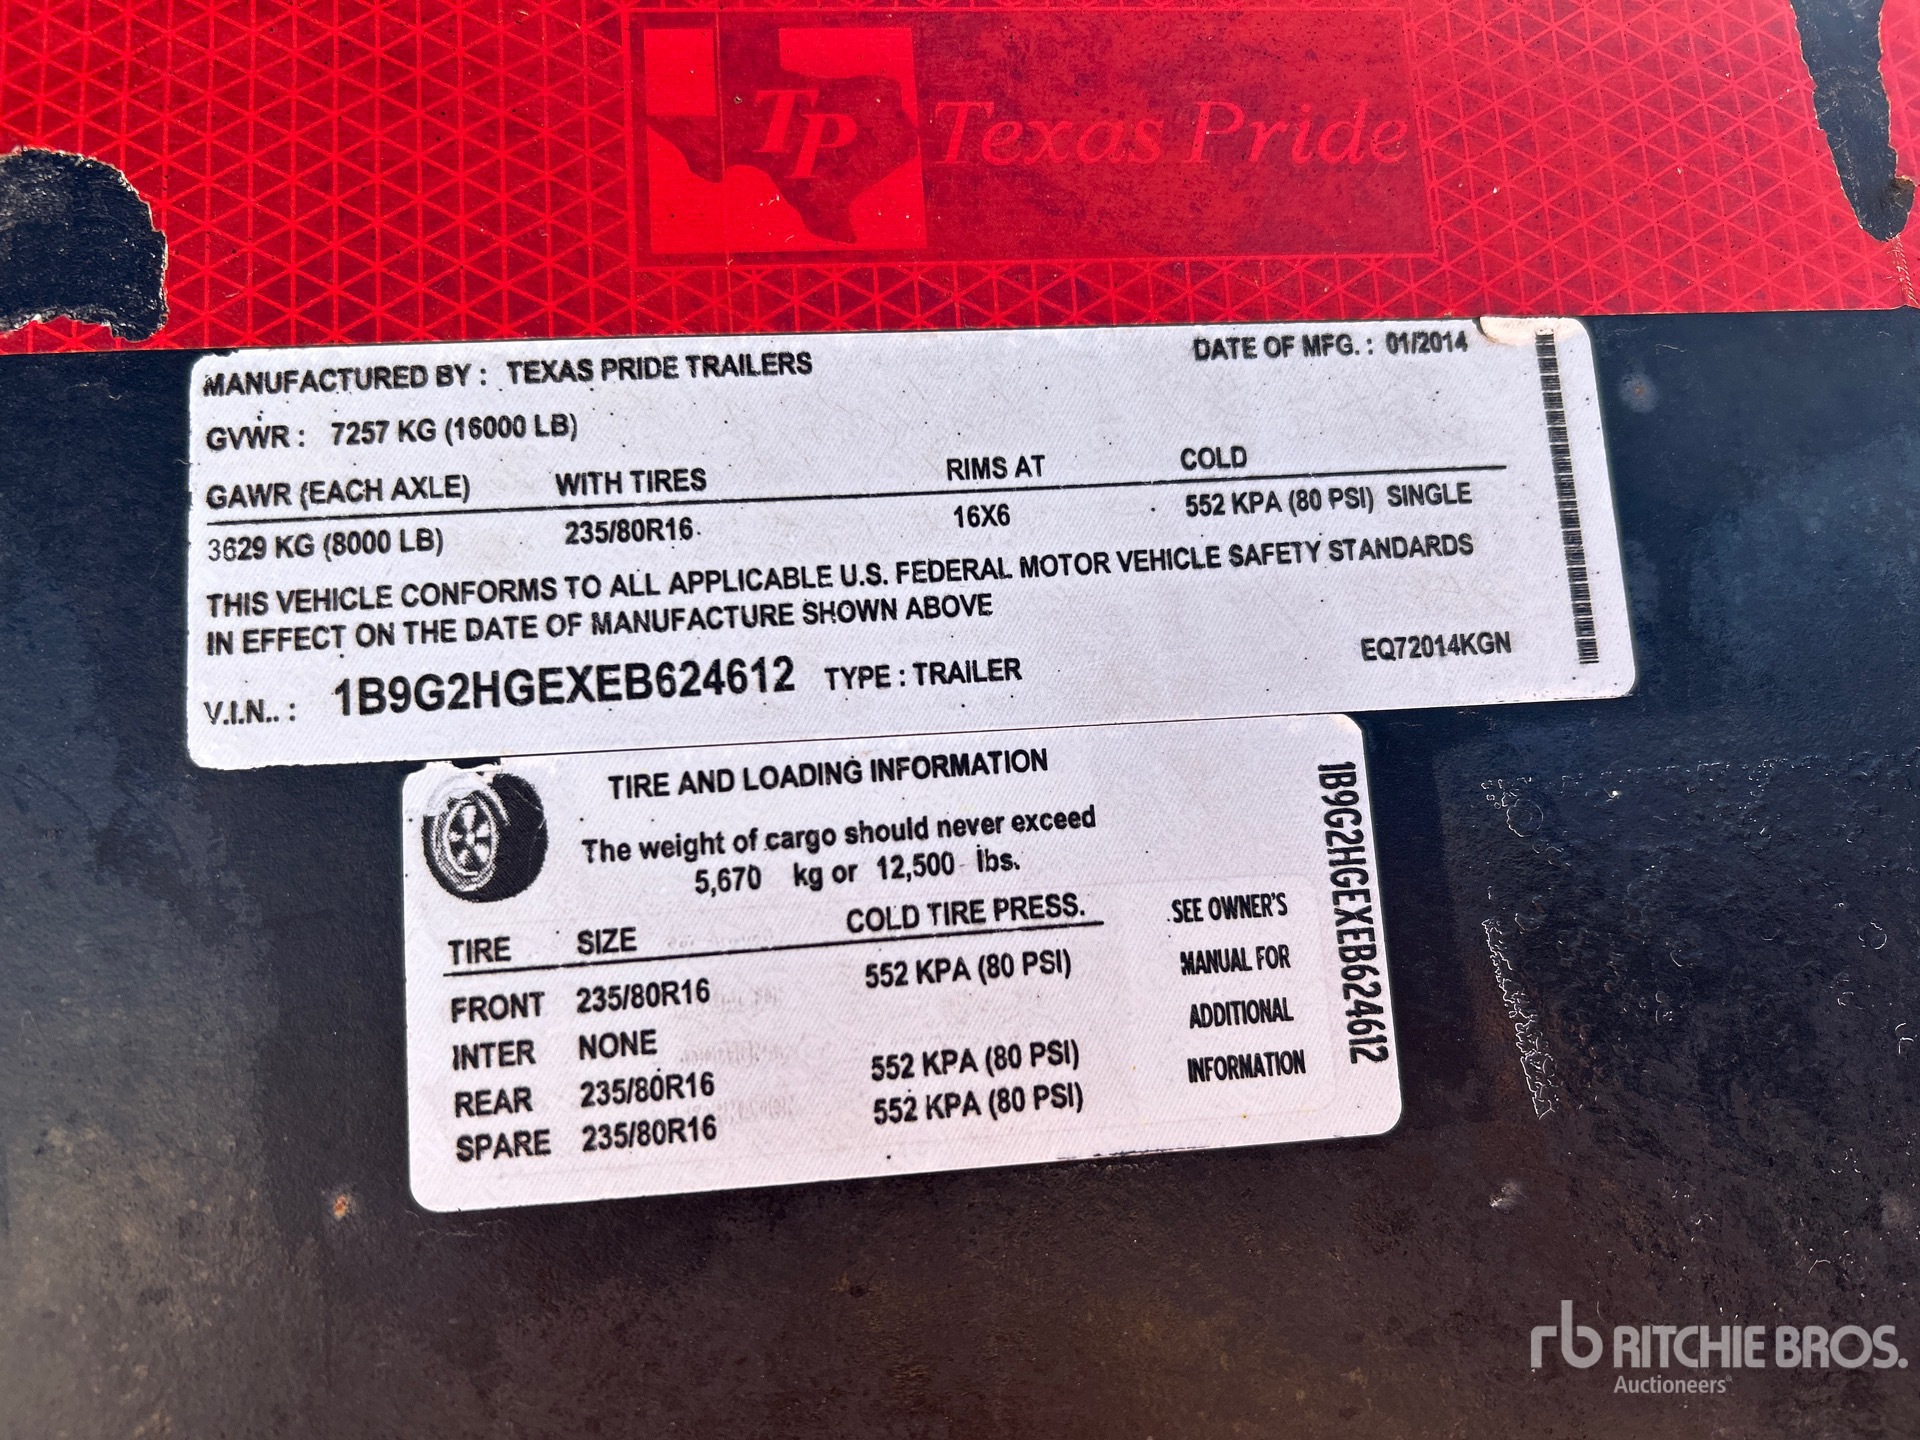 TP Texas Pride
MANUFACTURED BY : TEXAS PRIDE TRAILERS DATE OF MFG. : 01/2014
GVWR : 7257 KG (16000 LB)
GAWR (EACH AXLE) WITH TIRES RIMS AT COLD
3629 KG (8000 LB) 235/80R16 16X6 552 KPA (80 PSI) SINGLE
THIS VEHICLE CONFORMS TO ALL APPLICABLE U.S. FEDERAL MOTOR VEHICLE SAFETY STANDARDS
IN EFFECT ON THE DATE OF MANUFACTURE SHOWN ABOVE
V.I.N.. : 1B9G2HGEXEB624612 TYPE : TRAILER EQ72014KGN
TIRE AND LOADING INFORMATION
The weight of cargo should never exceed
5,670 kg or 12,500 lbs.
TIRE SIZE COLD TIRE PRESS.
FRONT 235/80R16 552 KPA (80 PSI)
INTER NONE
REAR 235/80R16 552 KPA (80 PSI)
SPARE 235/80R16 552 KPA (80 PSI)
SEE OWNER'S
MANUAL FOR
ADDITIONAL
INFORMATION
1B9G2HGEXEB624612
rb RITCHIE BROS.
Auctioneers